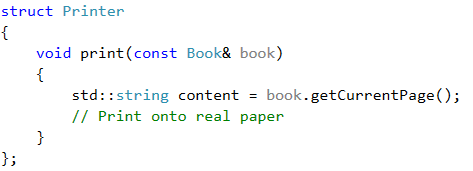 struct Printer
{
    void print(const Book& book)
    {
        std::string content = book.getCurrentPage();
        // Print onto real paper
    }
};